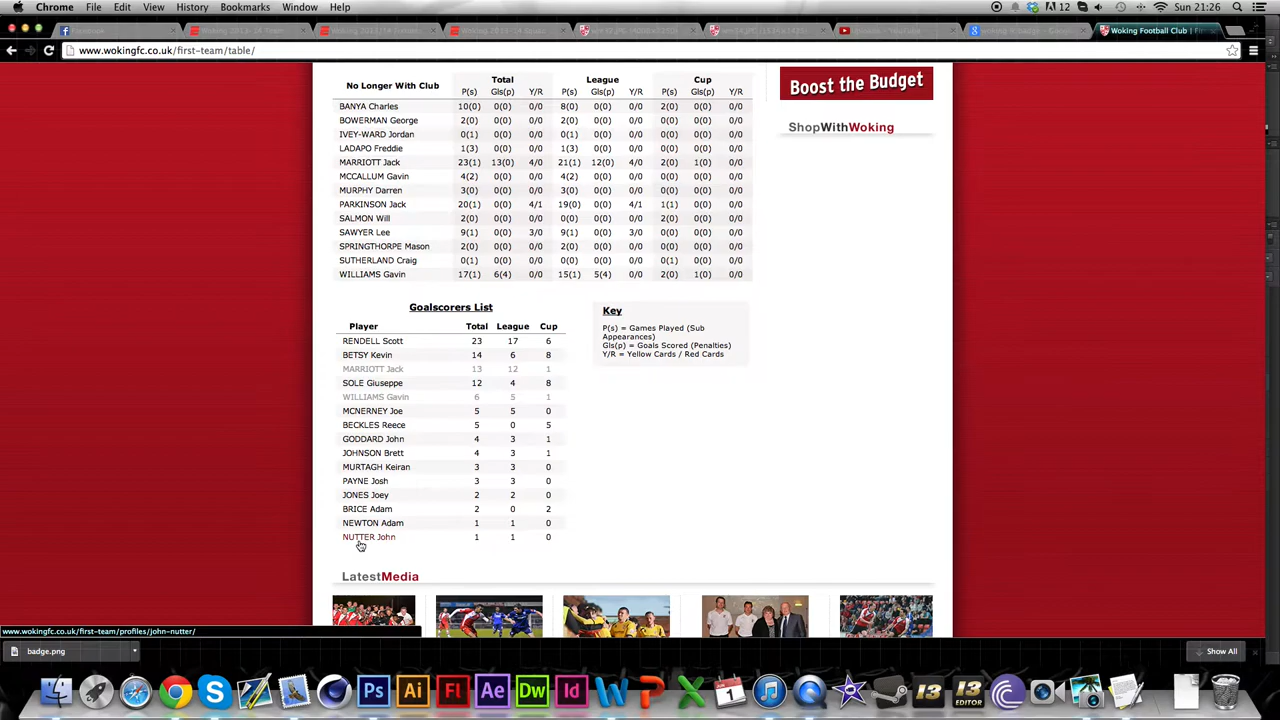 Chrome File Edit View History Bookmarks Window Help 12 Sun 21:26
Facebook Woking Football Club | Fi
www.wokingfc.co.uk/first-team/table/
No Longer With Club Total League Cup
P(s) Gls(p) Y/R P(s) Gls(p) Y/R P(s) Gls(p) Y/R
BANYA Charles 10(0) 0(0) 0/0 8(0) 0(0) 0/0 2(0) 0(0) 0/0
BOWERMAN George 2(0) 0(0) 0/0 2(0) 0(0) 0/0 0(0) 0(0) 0/0
IVEY-WARD Jordan 0(1) 0(0) 0/0 0(1) 0(0) 0/0 0(0) 0(0) 0/0
LADAPO Freddie 1(3) 0(0) 0/0 1(3) 0(0) 0/0 0(0) 0(0) 0/0
MARRIOTT Jack 23(1) 13(0) 4/0 21(1) 12(0) 4/0 2(0) 1(0) 0/0
MCCALLUM Gavin 4(2) 0(0) 0/0 4(2) 0(0) 0/0 0(0) 0(0) 0/0
MURPHY Darren 3(0) 0(0) 0/0 3(0) 0(0) 0/0 0(0) 0(0) 0/0
PARKINSON Jack 20(1) 0(0) 4/1 19(0) 0(0) 4/1 1(1) 0(0) 0/0
SALMON Will 2(0) 0(0) 0/0 0(0) 0(0) 0/0 2(0) 0(0) 0/0
SAWYER Lee 9(1) 0(0) 3/0 9(1) 0(0) 3/0 0(0) 0(0) 0/0
SPRINGTHORPE Mason 2(0) 0(0) 0/0 2(0) 0(0) 0/0 0(0) 0(0) 0/0
SUTHERLAND Craig 0(1) 0(0) 0/0 0(0) 0(0) 0/0 0(1) 0(0) 0/0
WILLIAMS Gavin 17(1) 6(4) 0/0 15(1) 5(4) 0/0 2(0) 1(0) 0/0
Boost the Budget
ShopWithWoking
Goalscorers List
Player Total League Cup
RENDELL Scott 23 17 6
BETSY Kevin 14 6 8
MARRIOTT Jack 13 12 1
SOLE Giuseppe 12 4 8
WILLIAMS Gavin 6 5 1
MCNERNEY Joe 5 5 0
BECKLES Reece 5 0 5
GODDARD John 4 3 1
JOHNSON Brett 4 3 1
MURTAGH Keiran 3 3 0
PAYNE Josh 3 3 0
JONES Joey 2 2 0
BRICE Adam 2 0 2
NEWTON Adam 1 1 0
NUTTER John 1 1 0
Key
P(s) = Games Played (Sub
Appearances)
Gls(p) = Goals Scored (Penalties)
Y/R = Yellow Cards / Red Cards
LatestMedia
www.wokingfc.co.uk/first-team/profiles/john-nutter/
badge.png Show All
Ps Ai Fl Ae Dw Id 1 13 13
EDITOR